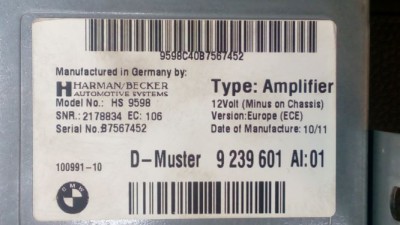 9598C40B7567452
Manufactured in Germany by:
HARMAN/BECKER
AUTOMOTIVE SYSTEMS
Model No.: HS 9598
SNR.: 2178834 EC: 106
Serial No.:B7567452
Type: Amplifier
12Volt (Minus on Chassis)
Version:Europe (ECE)
Date of Manufacture: 10/11
100991-10
D-Muster 9 239 601 AI:01
BMW